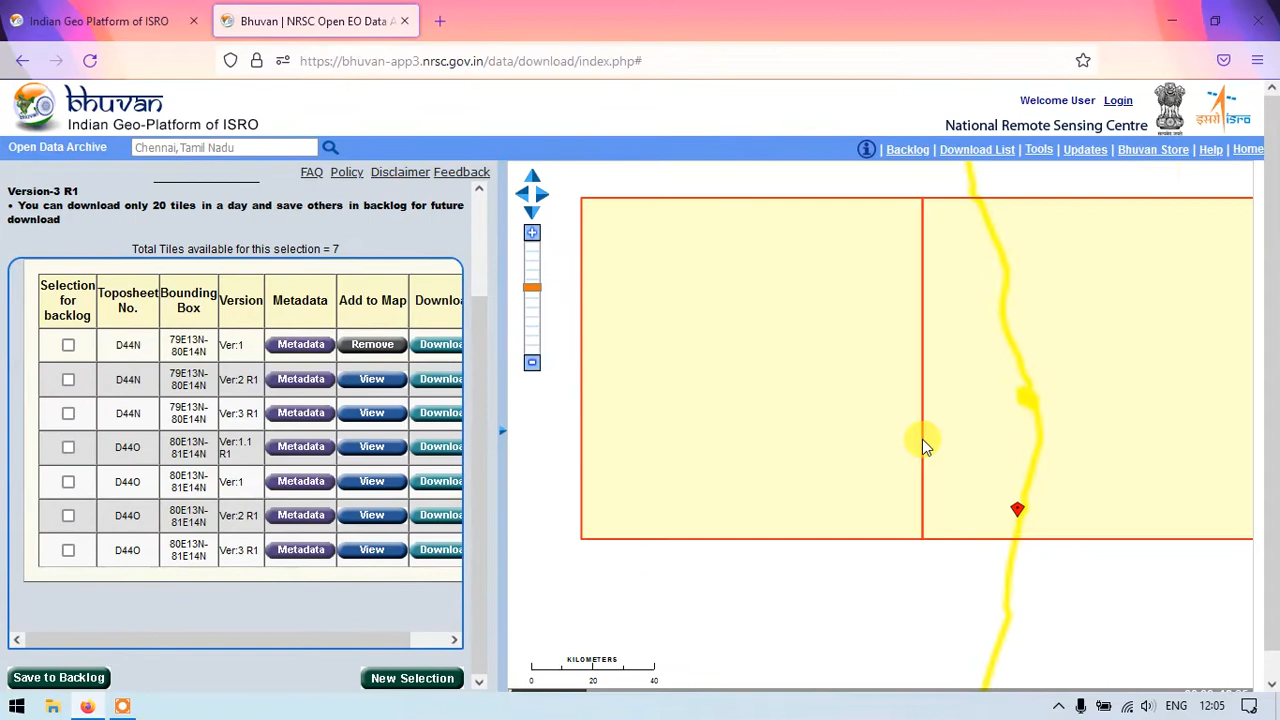 Indian Geo Platform of ISRO
Bhuvan | NRSC Open EO Data A
https://bhuvan-app3.nrsc.gov.in/data/download/index.php#
bhuvan
Indian Geo-Platform of ISRO
Welcome User Login
National Remote Sensing Centre
इसरो isro
Open Data Archive
Chennai,Tamil Nadu
Backlog | Download List | Tools | Updates | Bhuvan Store | Help | Home
FAQ Policy Disclaimer Feedback
Version-3 R1
• You can download only 20 tiles in a day and save others in backlog for future
download
Total Tiles available for this selection = 7
Selection for backlog Toposheet No. Bounding Box Version Metadata Add to Map Downloa
D44N 79E13N-80E14N Ver:1 Metadata Remove Downloa
D44N 79E13N-80E14N Ver:2 R1 Metadata View Downloa
D44N 79E13N-80E14N Ver:3 R1 Metadata View Downloa
D44O 80E13N-81E14N Ver:1.1 R1 Metadata View Downloa
D44O 80E13N-81E14N Ver:1 Metadata View Downloa
D44O 80E13N-81E14N Ver:2 R1 Metadata View Downloa
D44O 80E13N-81E14N Ver:3 R1 Metadata View Downloa
Save to Backlog
New Selection
KILOMETERS
0 20 40
ENG
12:05